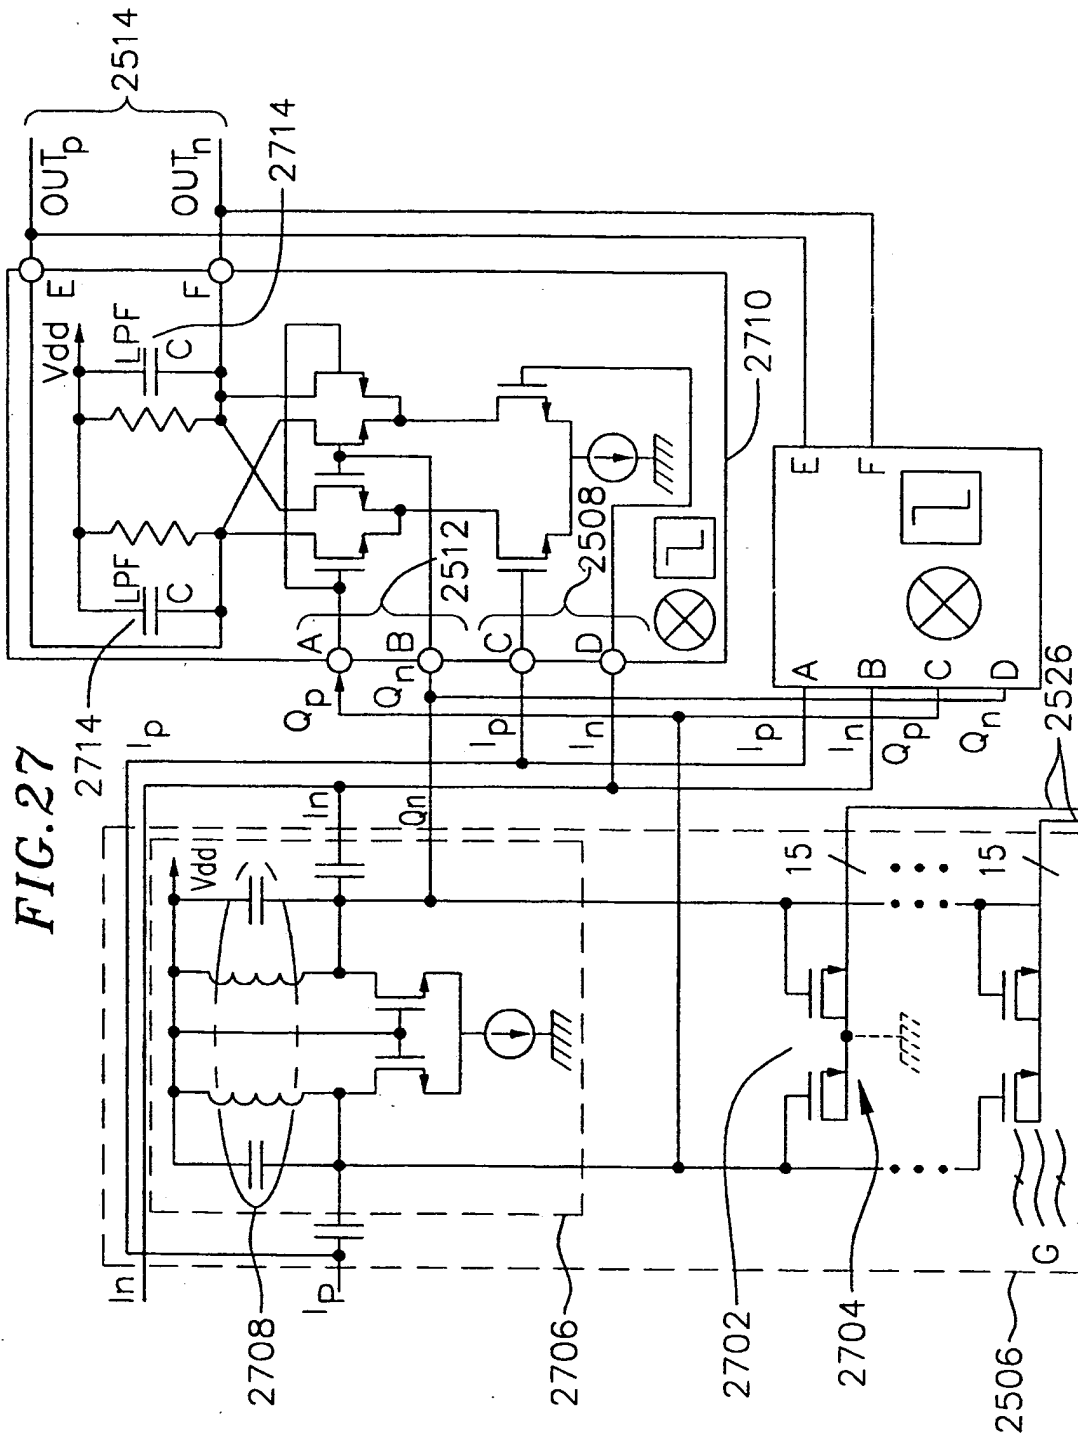 FIG.27
2514
OUTp
OUTn
E
F
2714
Vdd
LPF
C
LPF
C
2714
A
B
C
D
2512
2508
2710
Qp
Qn
Ip
In
Ip
In
Qn
Vdd
In
Ip
2708
2706
E
F
A
B
C
D
Ip
In
Qp
Qn
2526
15
15
2702
2704
G
2506